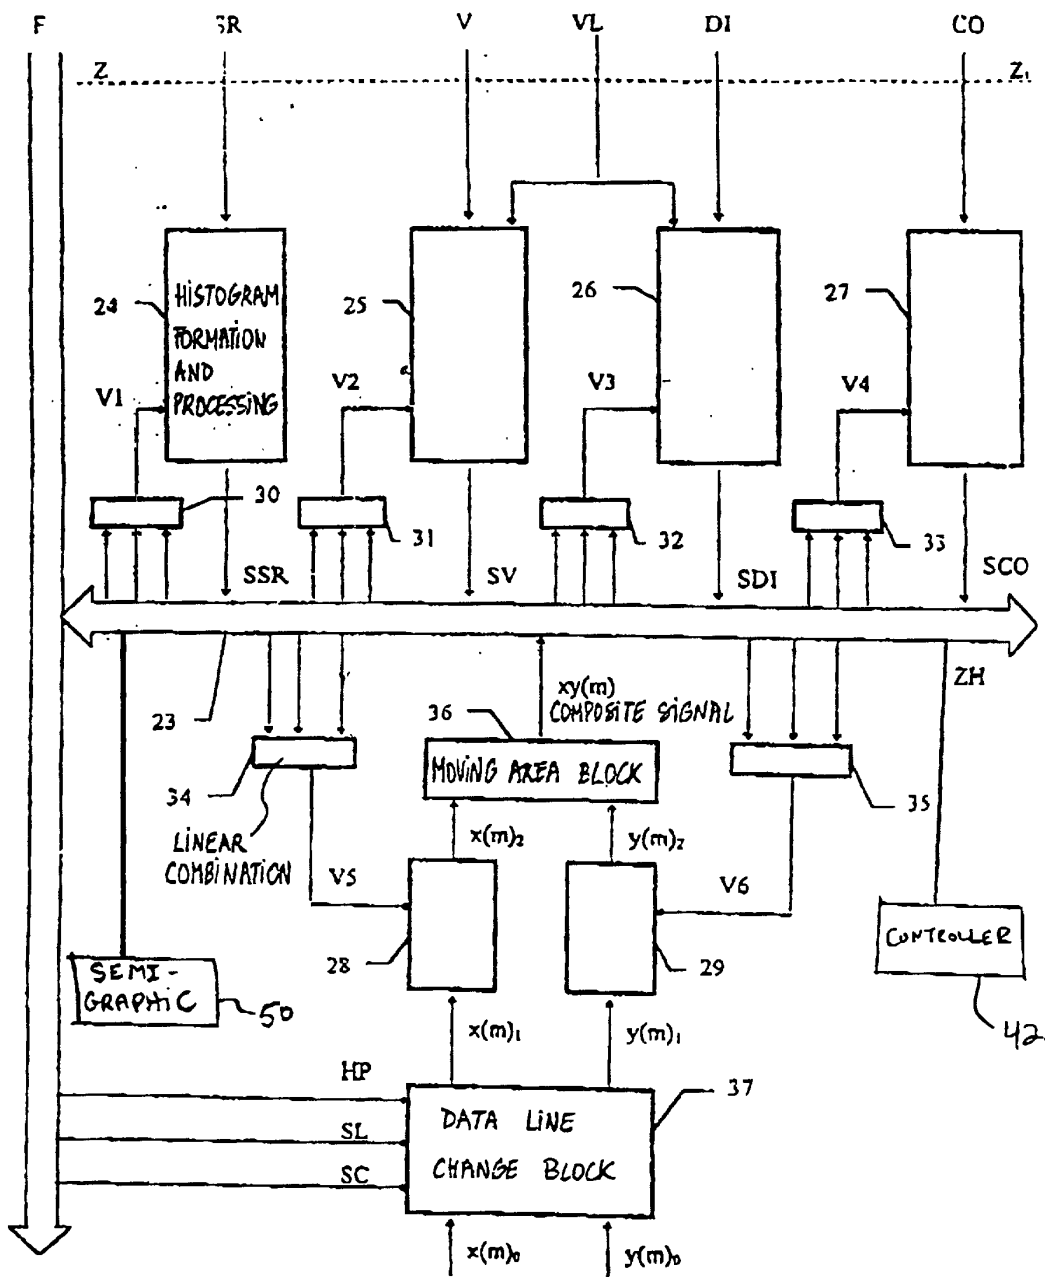 F SR V VL DI CO
Z Z₁
24 HISTOGRAM FORMATION AND PROCESSING
25
26
27
V1 V2 V3 V4
30
31
32
33
SSR SV SDI SCO
ZH
23
xy(m)
COMPOSITE SIGNAL
36
MOVING AREA BLOCK
34
35
LINEAR
COMBINATION
x(m)₂ y(m)₂
V5 V6
28
29
SEMI-
GRAPHIC
50
CONTROLLER
42
x(m)₁ y(m)₁
HP
37
DATA LINE
CHANGE BLOCK
SL
SC
x(m)₀ y(m)₀